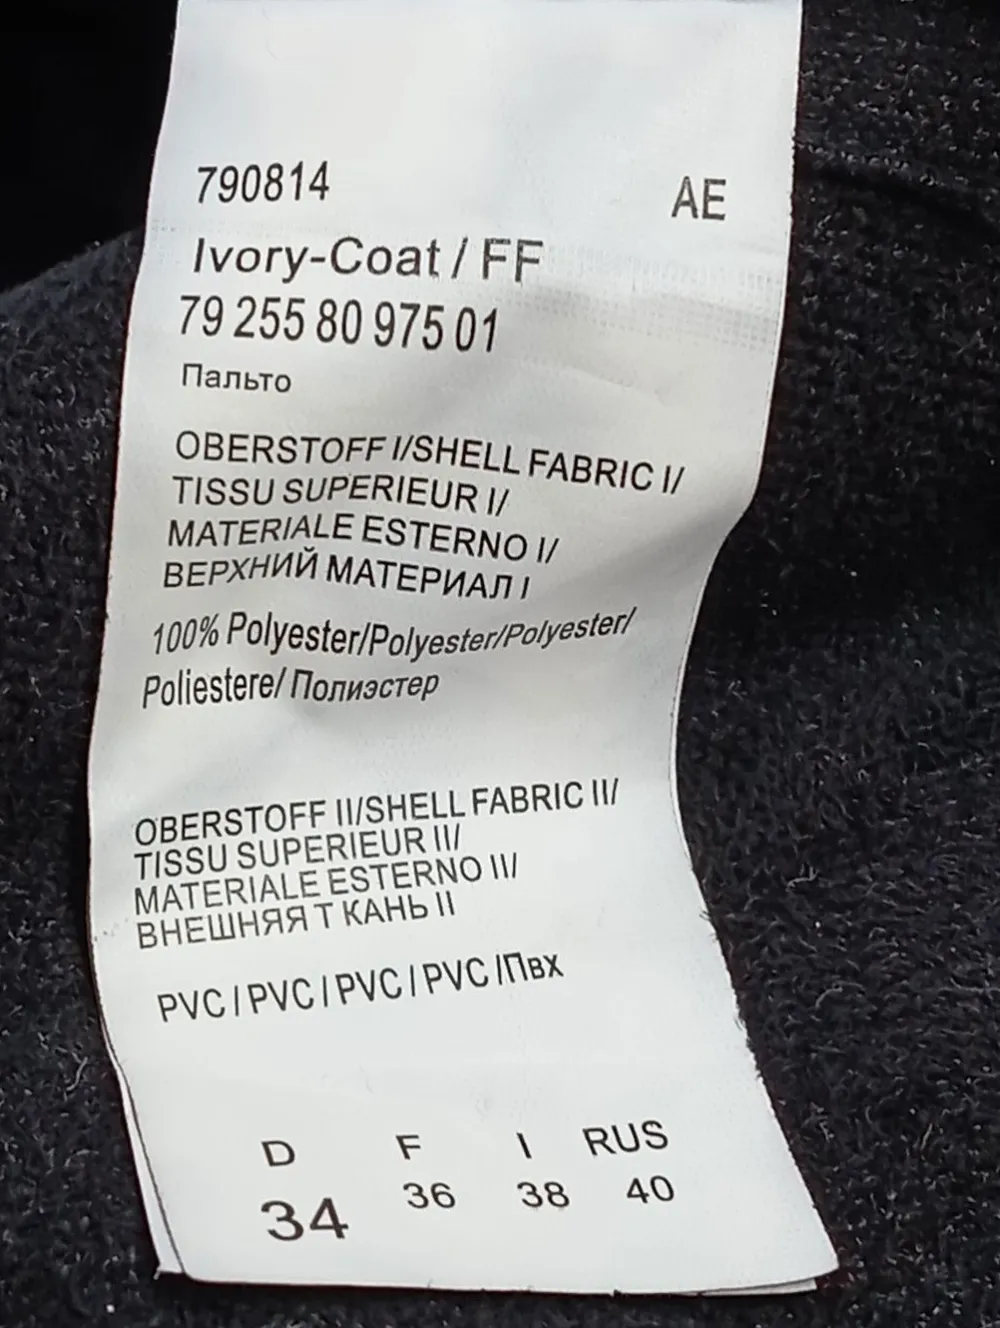 790814
AE
Ivory-Coat / FF
79 255 80 975 01
Пальто
OBERSTOFF I/SHELL FABRIC I/
TISSU SUPERIEUR I/
MATERIALE ESTERNO I/
ВЕРХНИЙ МАТЕРИАЛ I
100% Polyester/Polyester/Polyester/
Poliestere/ Полиэстер
OBERSTOFF II/SHELL FABRIC II/
TISSU SUPERIEUR II/
MATERIALE ESTERNO II/
ВНЕШНЯЯ Т КАНЬ II
PVC / PVC / PVC / PVC /Пвх
D F I RUS
34 36 38 40